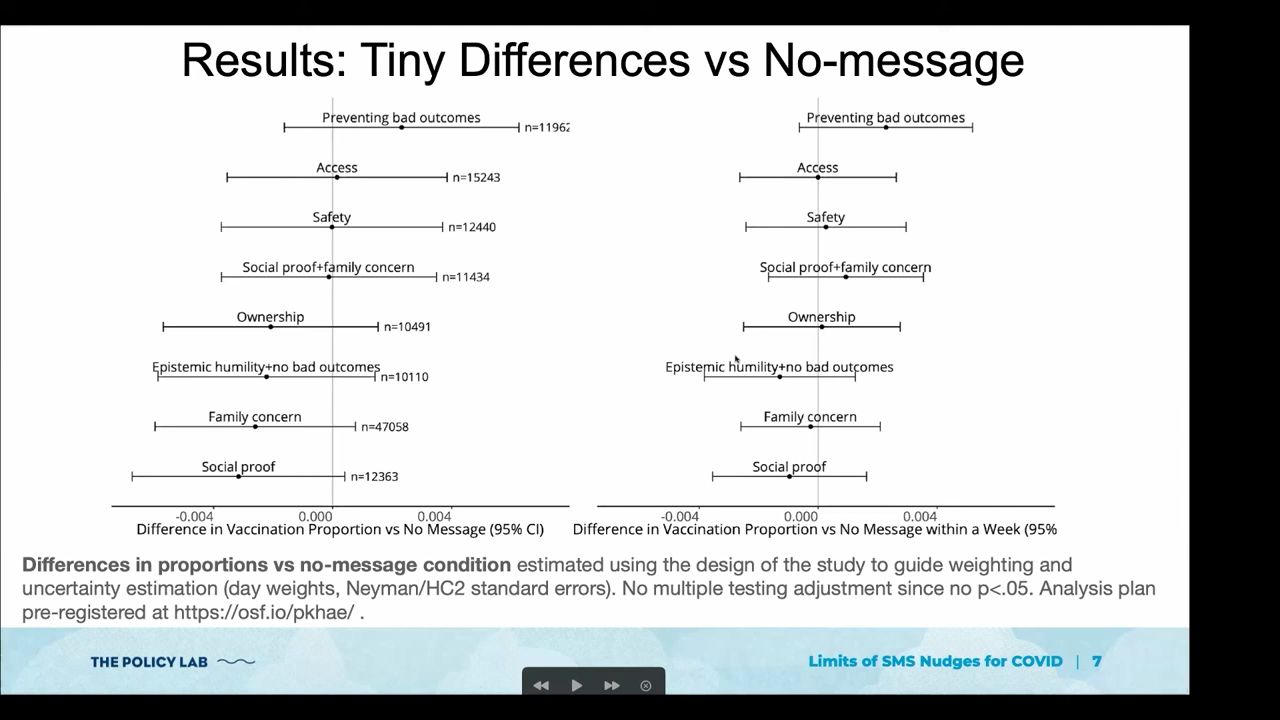 Results: Tiny Differences vs No-message
Preventing bad outcomes
n=11962
Access
n=15243
Safety
n=12440
Social proof+family concern
n=11434
Ownership
n=10491
Epistemic humility+no bad outcomes
n=10110
Family concern
n=47058
Social proof
n=12363
-0.004 0.000 0.004
Difference in Vaccination Proportion vs No Message (95% CI)
Preventing bad outcomes
Access
Safety
Social proof+family concern
Ownership
Epistemic humility+no bad outcomes
Family concern
Social proof
-0.004 0.000 0.004
Difference in Vaccination Proportion vs No Message within a Week (95%
Differences in proportions vs no-message condition estimated using the design of the study to guide weighting and
uncertainty estimation (day weights, Neyman/HC2 standard errors). No multiple testing adjustment since no p<.05. Analysis plan
pre-registered at https://osf.io/pkhae/ .
THE POLICY LAB
Limits of SMS Nudges for COVID | 7